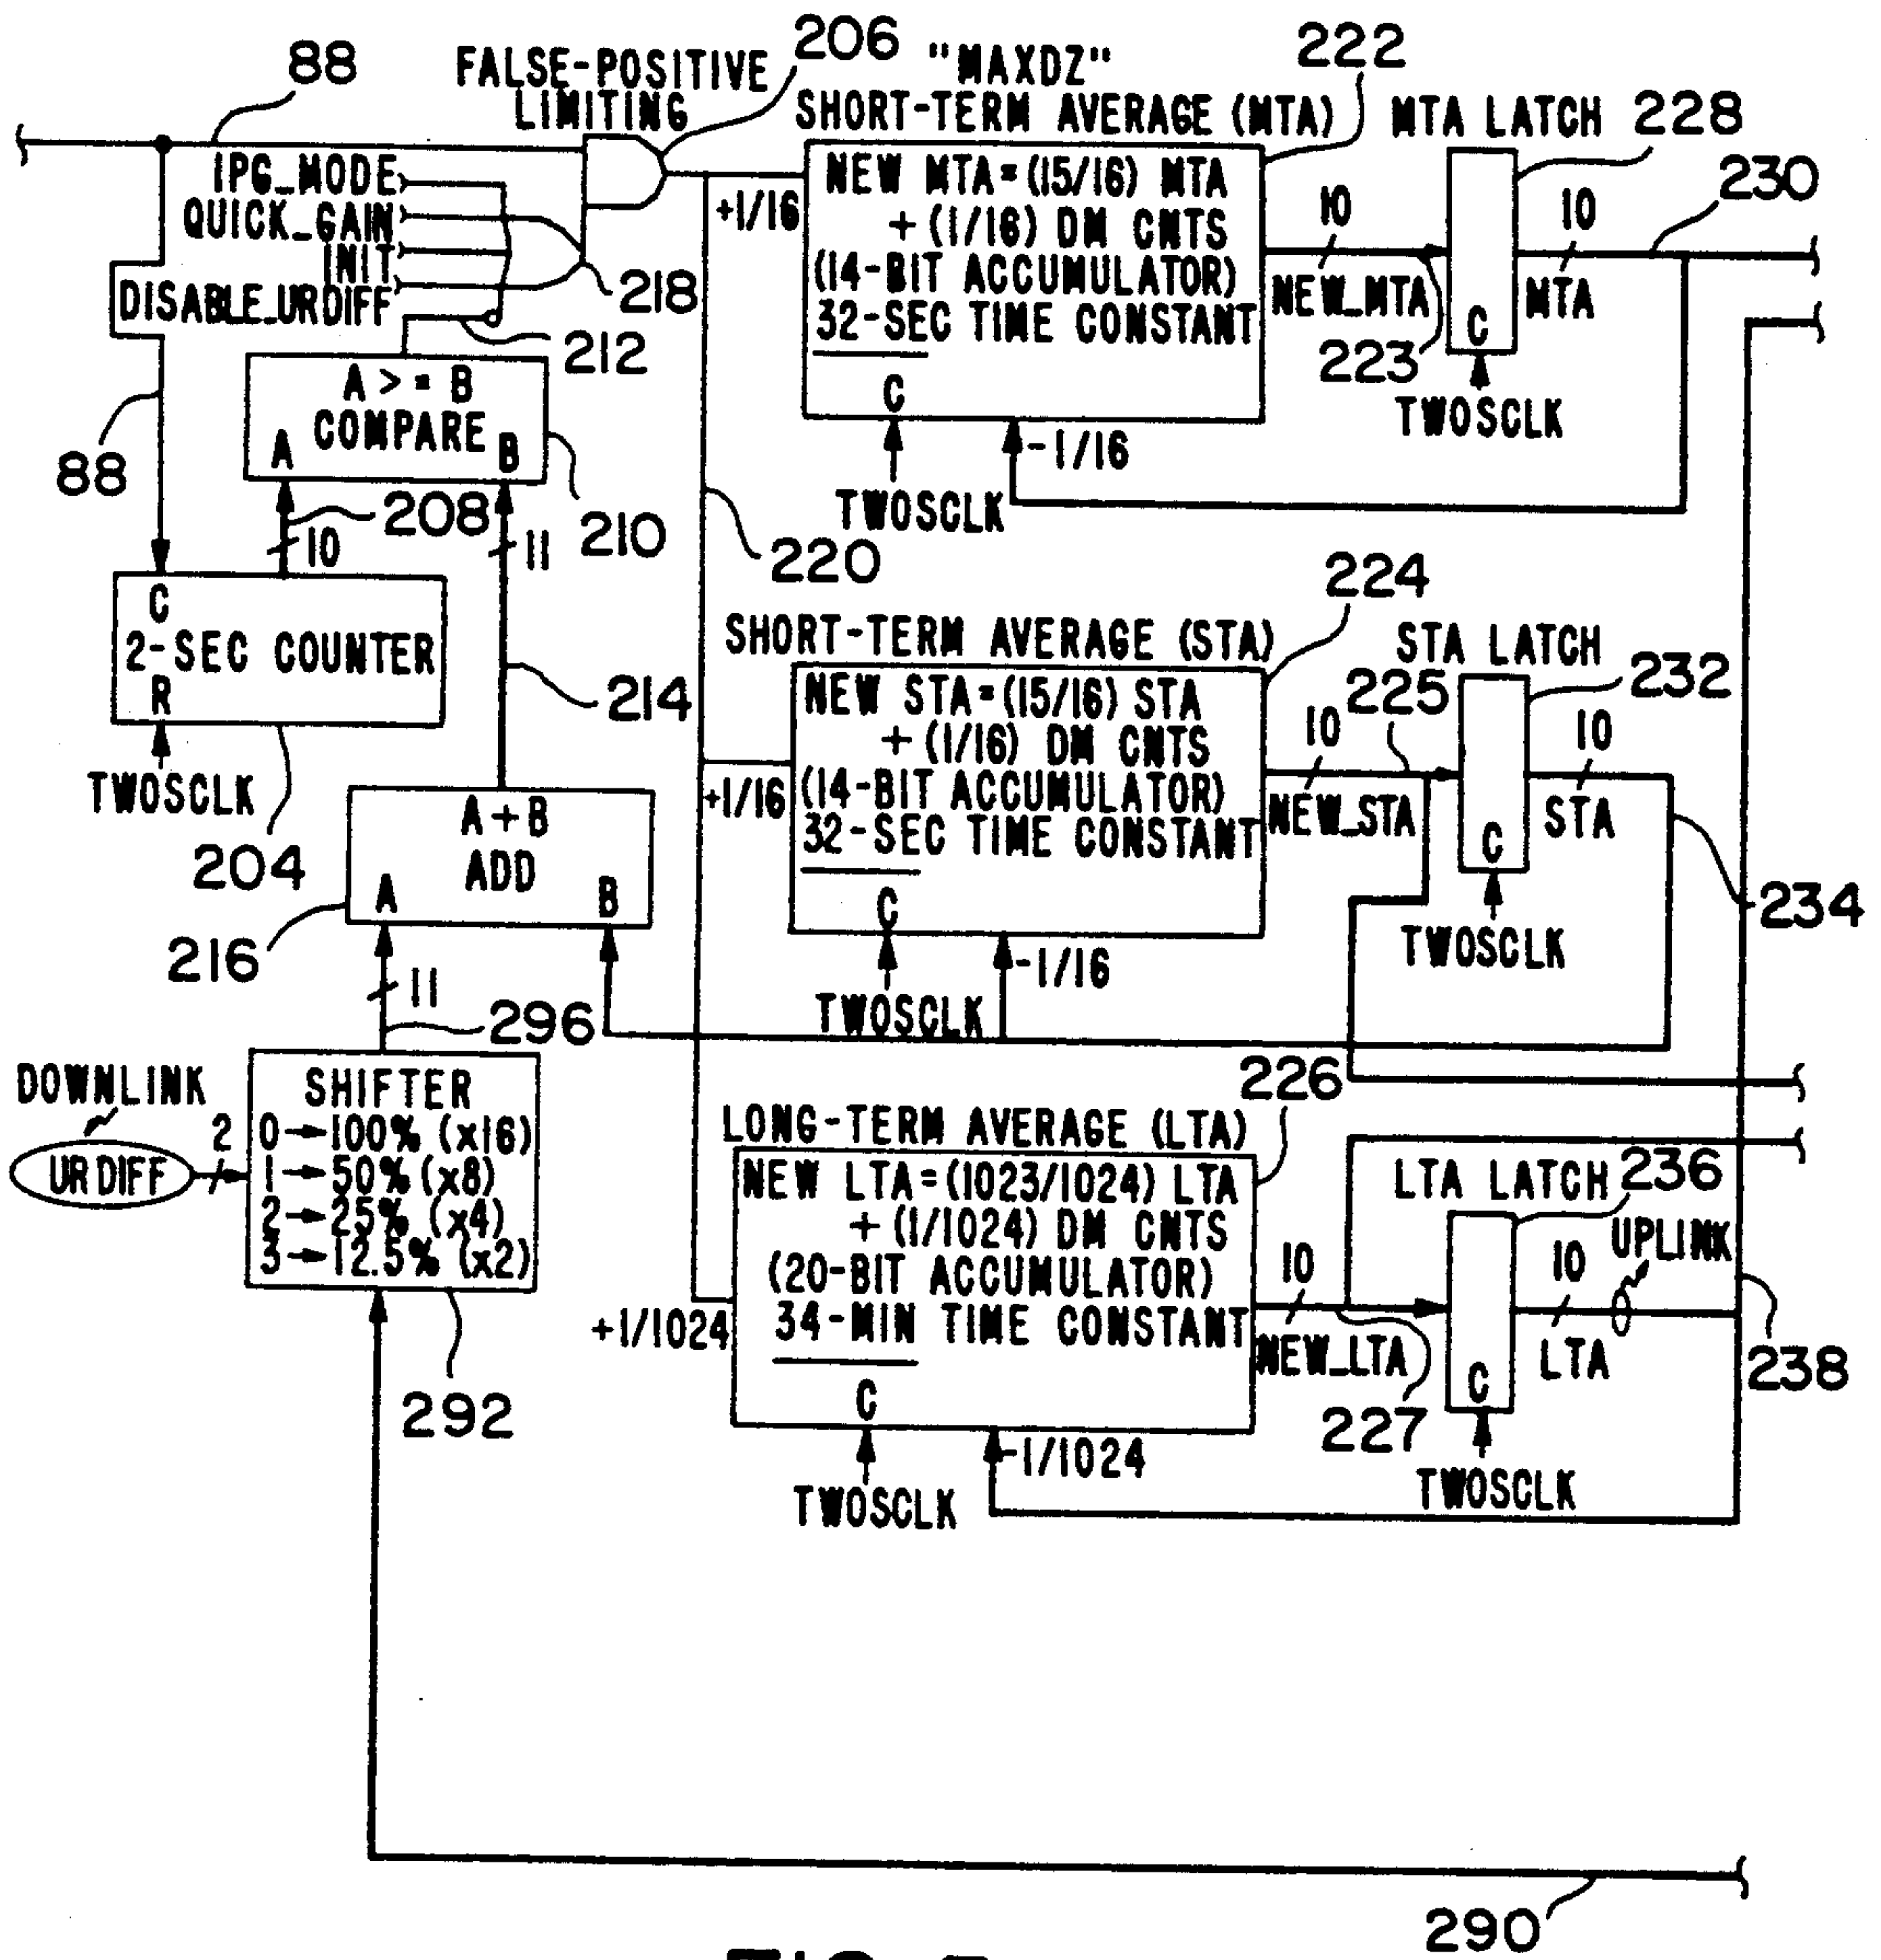 88
FALSE-POSITIVE
LIMITING
206
"MAXDZ"
SHORT-TERM AVERAGE (MTA)
222
MTA LATCH
228
IPG_MODE
QUICK_GAIN
INIT
DISABLE_URDIFF
218
212
+1/16
NEW MTA=(15/16) MTA
+(1/16) DM CNTS
(14-BIT ACCUMULATOR)
32-SEC TIME CONSTANT
C
TWOSCLK
-1/16
10
NEW_MTA
223
C
TWOSCLK
10
MTA
230
A>=B
COMPARE
A
B
88
208
10
11
210
220
C
2-SEC COUNTER
R
TWOSCLK
204
214
SHORT-TERM AVERAGE (STA)
224
STA LATCH
232
NEW STA=(15/16) STA
+(1/16) DM CNTS
(14-BIT ACCUMULATOR)
32-SEC TIME CONSTANT
C
+1/16
TWOSCLK
-1/16
10
225
NEW_STA
C
TWOSCLK
10
STA
234
A+B
ADD
A
B
216
11
296
DOWNLINK
URDIFF
2
SHIFTER
0→100% (x16)
1→50% (x8)
2→25% (x4)
3→12.5% (x2)
292
226
LONG-TERM AVERAGE (LTA)
NEW LTA=(1023/1024) LTA
+(1/1024) DM CNTS
(20-BIT ACCUMULATOR)
34-MIN TIME CONSTANT
C
+1/1024
TWOSCLK
-1/1024
10
NEW_LTA
227
LTA LATCH
236
C
TWOSCLK
10
LTA
UPLINK
238
290